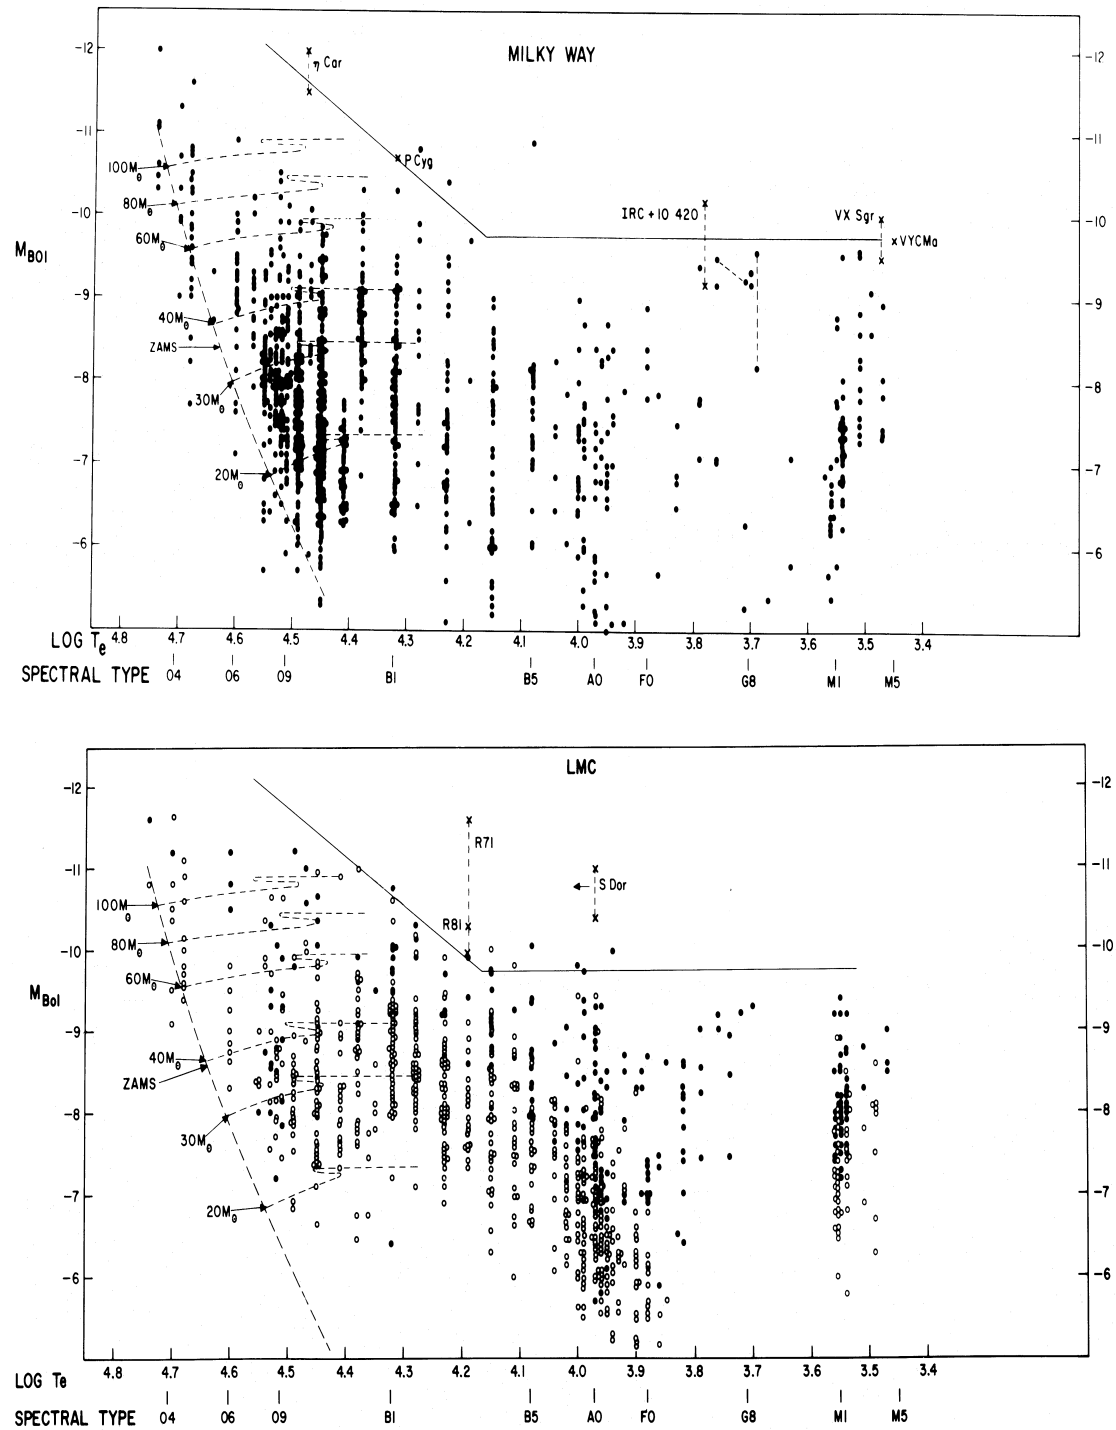 MILKY WAY
-12
-11
-10
-9
-8
-7
-6
M BOl
-12
-11
-10
-9
-8
-7
-6
η Car
P Cyg
IRC +10 420
VX Sgr
VYCMa
100M⊙
80M⊙
60M⊙
40M⊙
ZAMS
30M⊙
20M⊙
LOG Te 4.8 4.7 4.6 4.5 4.4 4.3 4.2 4.1 4.0 3.9 3.8 3.7 3.6 3.5 3.4
SPECTRAL TYPE O4 O6 O9 B1 B5 A0 F0 G8 M1 M5
LMC
-12
-11
-10
-9
-8
-7
-6
M Bol
-12
-11
-10
-9
-8
-7
-6
R71
S Dor
R81
100M⊙
80M⊙
60M⊙
40M⊙
ZAMS
30M⊙
20M⊙
4.8 4.7 4.6 4.5 4.4 4.3 4.2 4.1 4.0 3.9 3.8 3.7 3.6 3.5 3.4
LOG Te
SPECTRAL TYPE O4 O6 O9 B1 B5 A0 F0 G8 M1 M5